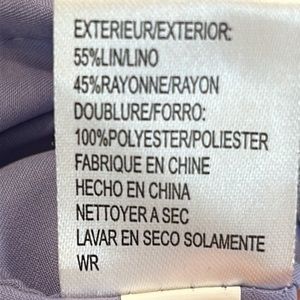 EXTERIEUR/EXTERIOR:
55%LIN/LINO
45%RAYONNE/RAYON
DOUBLURE/FORRO:
100%POLYESTER/POLIESTER
FABRIQUE EN CHINE
HECHO EN CHINA
NETTOYER A SEC
LAVAR EN SECO SOLAMENTE
WR